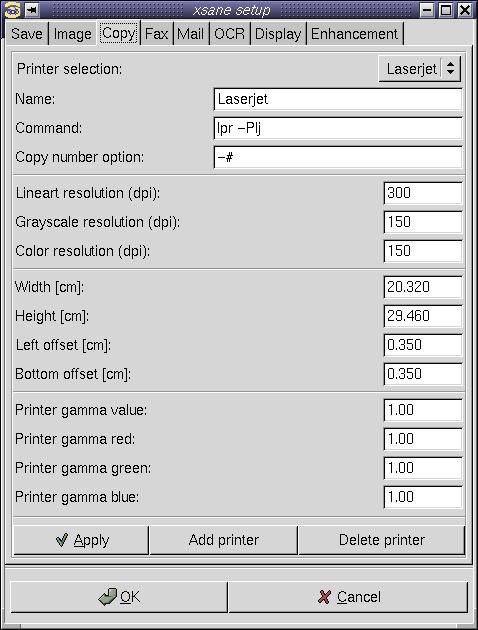 xsane setup
Save Image Copy Fax Mail OCR Display Enhancement
Printer selection: Laserjet
Name: Laserjet
Command: lpr -Plj
Copy number option: -#
Lineart resolution (dpi): 300
Grayscale resolution (dpi): 150
Color resolution (dpi): 150
Width [cm]: 20.320
Height [cm]: 29.460
Left offset [cm]: 0.350
Bottom offset [cm]: 0.350
Printer gamma value: 1.00
Printer gamma red: 1.00
Printer gamma green: 1.00
Printer gamma blue: 1.00
Apply Add printer Delete printer
OK Cancel